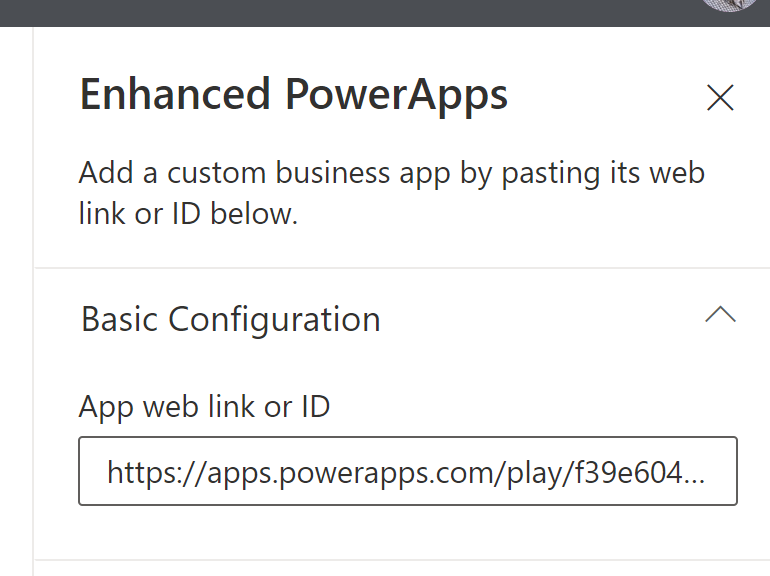 Enhanced PowerApps
Add a custom business app by pasting its web
link or ID below.
Basic Configuration
App web link or ID
https://apps.powerapps.com/play/f39e604...